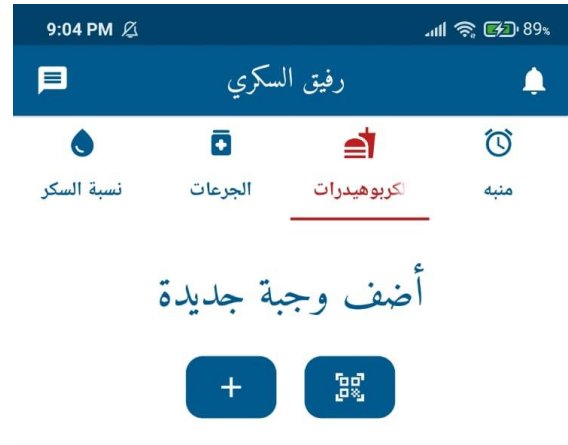 9:04 PM 89%
رفيق السكري
منبه لكربوهيدرات الجرعات نسبة السكر
أضف وجبة جديدة
+